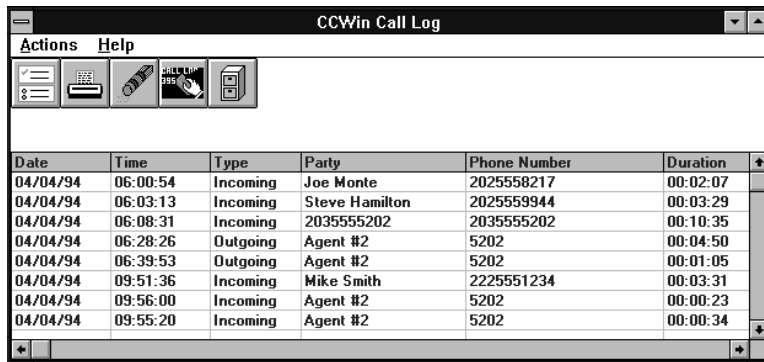 CCWin Call Log
Actions Help
CALL LOG
395
Date Time Type Party Phone Number Duration
04/04/94 06:00:54 Incoming Joe Monte 2025558217 00:02:07
04/04/94 06:03:13 Incoming Steve Hamilton 2025559944 00:03:29
04/04/94 06:08:31 Incoming 2035555202 2035555202 00:10:35
04/04/94 06:28:26 Outgoing Agent #2 5202 00:04:50
04/04/94 06:39:53 Outgoing Agent #2 5202 00:01:05
04/04/94 09:51:36 Incoming Mike Smith 2225551234 00:03:31
04/04/94 09:56:00 Incoming Agent #2 5202 00:00:23
04/04/94 09:55:20 Incoming Agent #2 5202 00:00:34